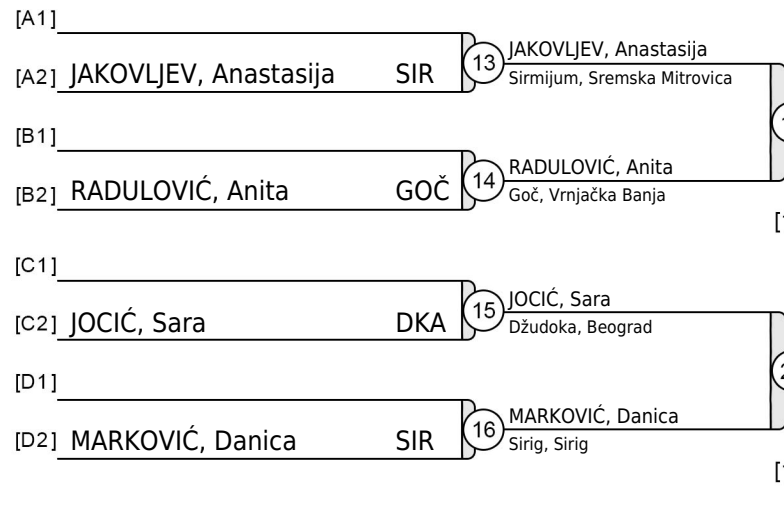 [A1]
JAKOVLJEV, Anastasija
13
[A2] JAKOVLJEV, Anastasija SIR
Sirmijum, Sremska Mitrovica
[B1]
RADULOVIĆ, Anita
14
[B2] RADULOVIĆ, Anita GOČ
Goč, Vrnjačka Banja
[C1]
JOCIĆ, Sara
15
[C2] JOCIĆ, Sara DKA
Džudoka, Beograd
[D1]
MARKOVIĆ, Danica
16
[D2] MARKOVIĆ, Danica SIR
Sirig, Sirig